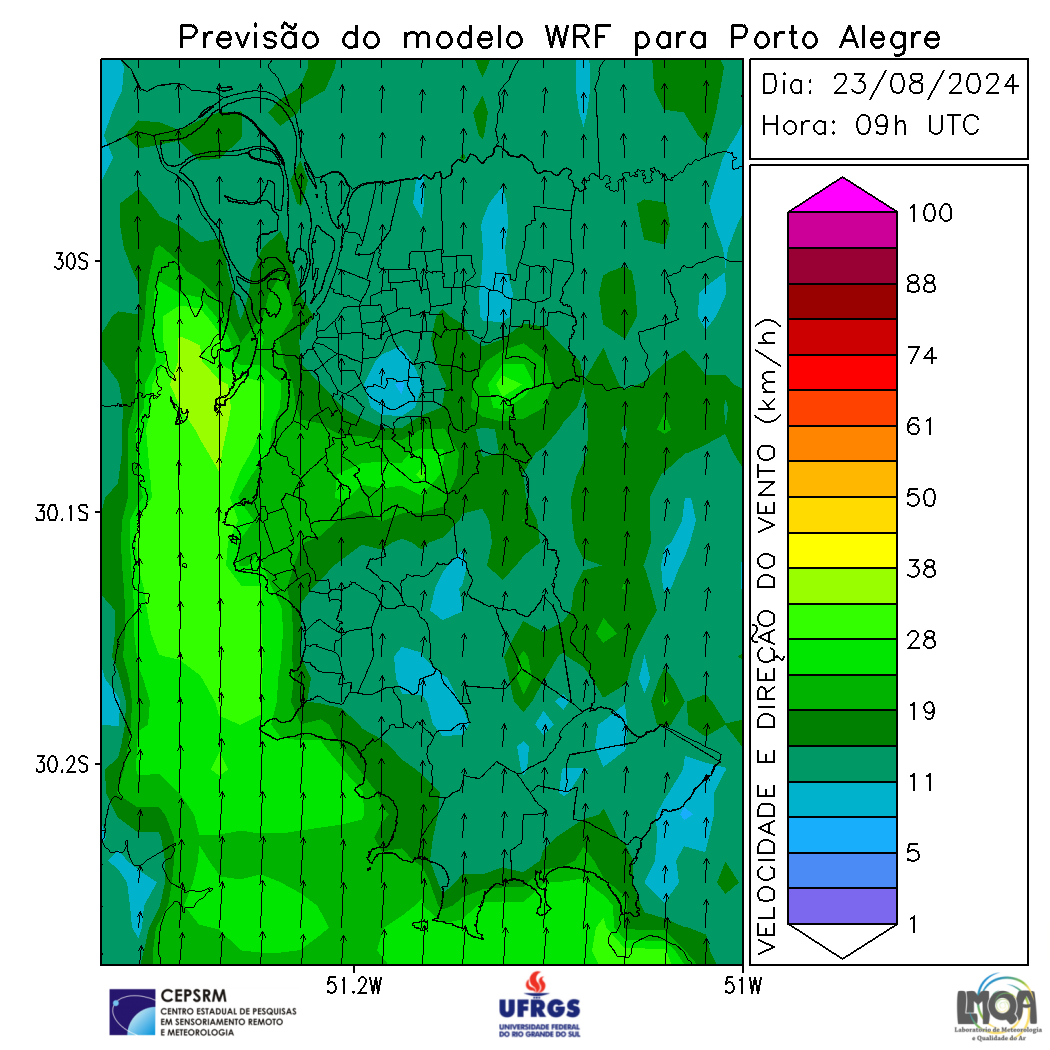 Previsão do modelo WRF para Porto Alegre
Dia: 23/08/2024
Hora: 09h UTC
30S
30.1S
30.2S
51.2W
51W
VELOCIDADE E DIREÇÃO DO VENTO (km/h)
100
88
74
61
50
38
28
19
11
5
1
CEPSRM
CENTRO ESTADUAL DE PESQUISAS
EM SENSORIAMENTO REMOTO
E METEOROLOGIA
UFRGS
UNIVERSIDADE FEDERAL
DO RIO GRANDE DO SUL
LMQA
Laboratório de Meteorologia
e Qualidade do Ar